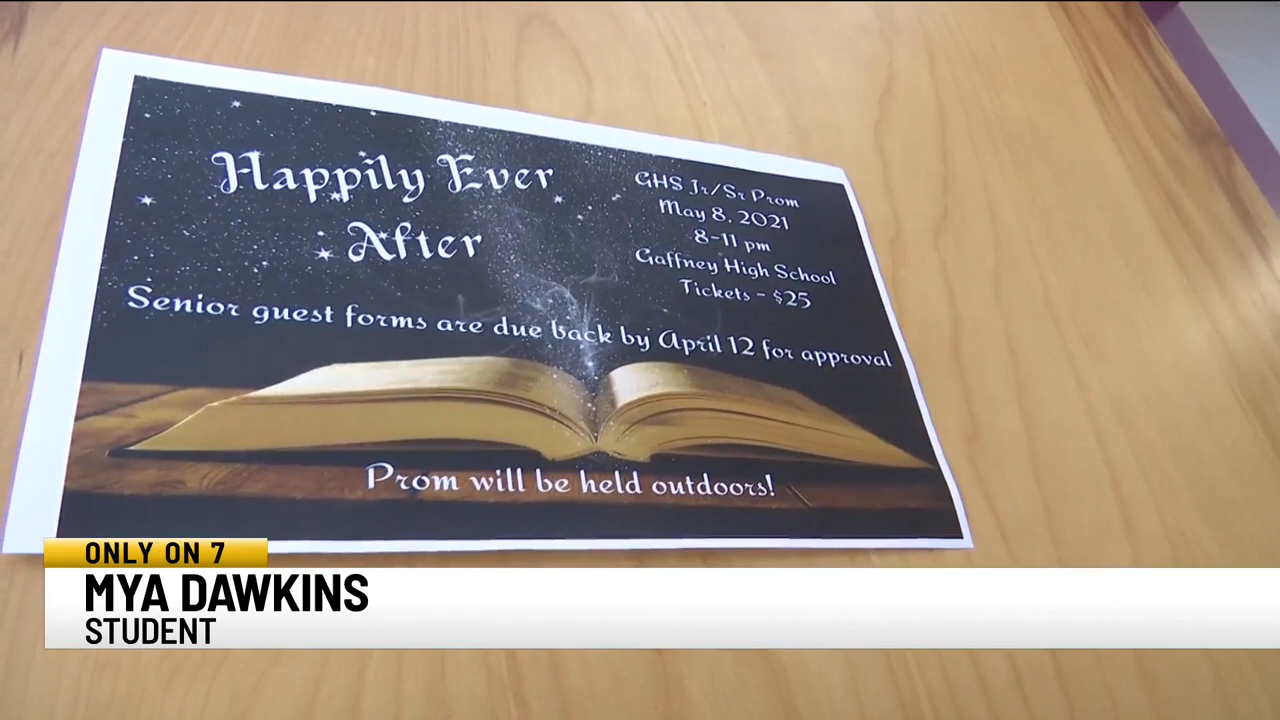 Happily Ever
After
GHS Jr/Sr Prom
May 8, 2021
8-11 pm
Gaffney High School
Tickets - $25
Senior guest forms are due back by April 12 for approval
Prom will be held outdoors!
ONLY ON 7
MYA DAWKINS
STUDENT